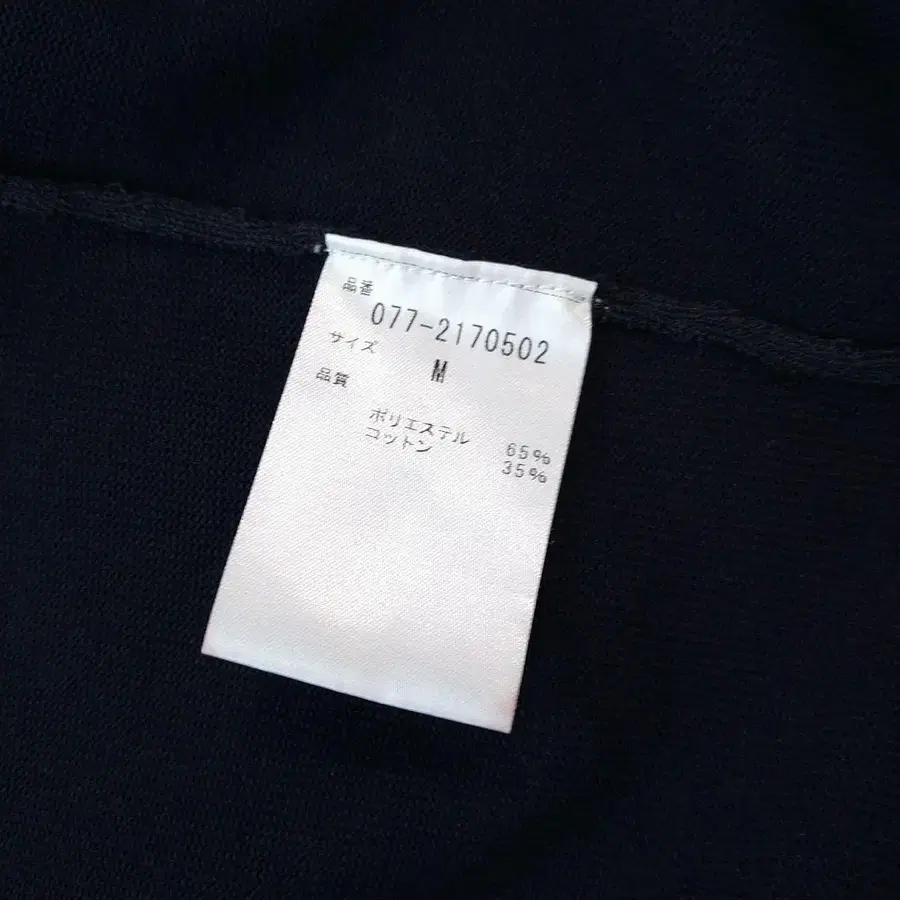 品番
077-2170502
サイズ
M
品質
ポリエステル 65%
コットン 35%